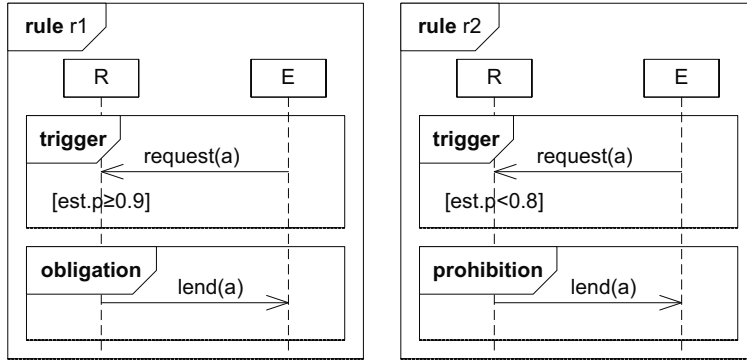 rule r1
R E
trigger
request(a)
[est.p≥0.9]
obligation
lend(a)
rule r2
R E
trigger
request(a)
[est.p<0.8]
prohibition
lend(a)